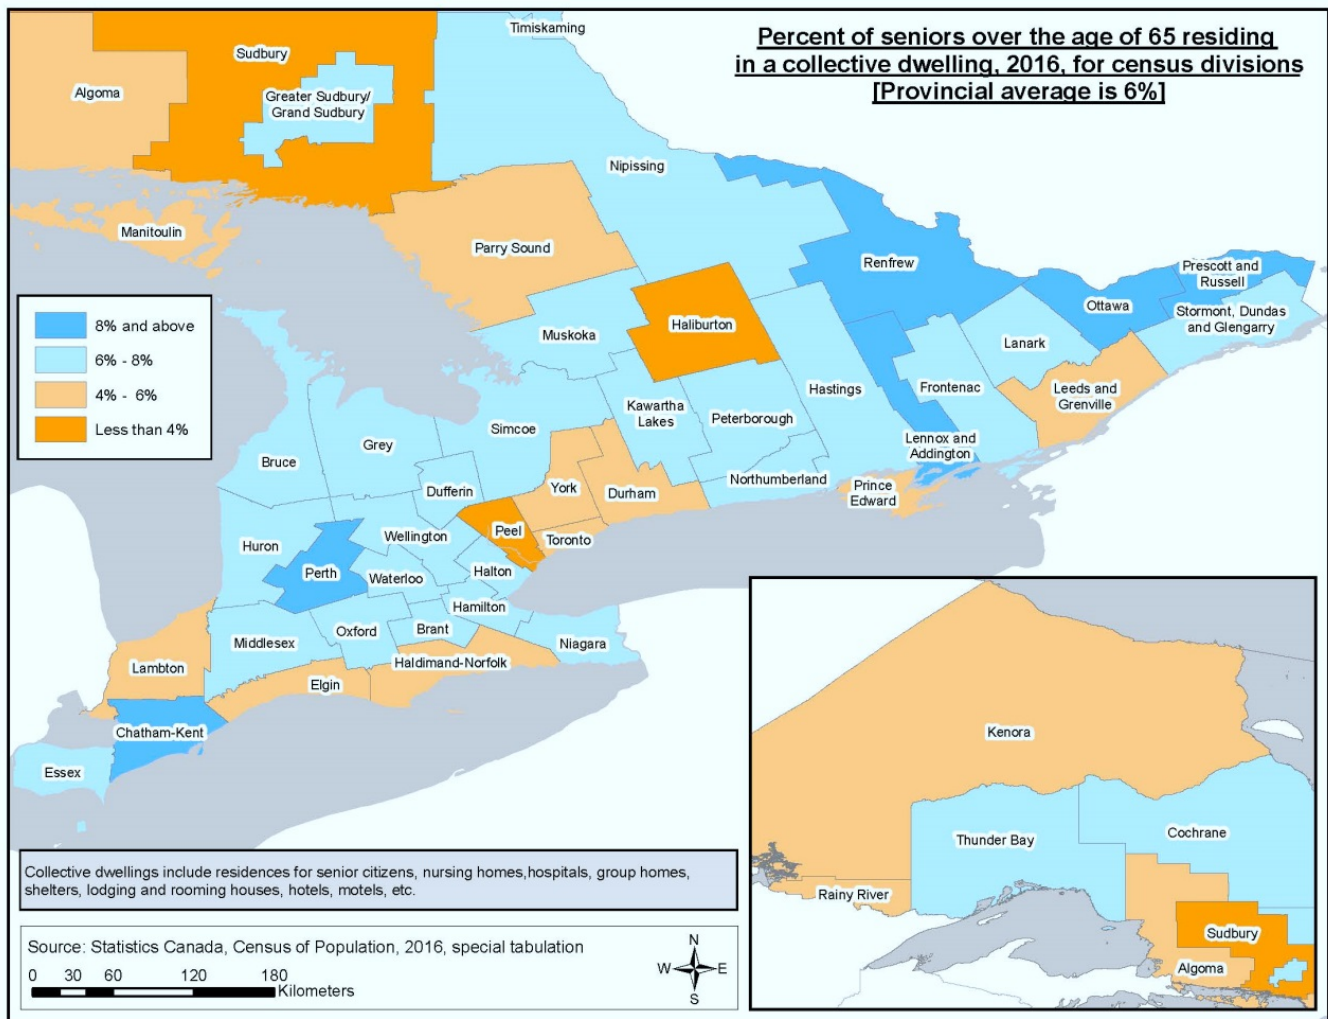 Percent of seniors over the age of 65 residing
in a collective dwelling, 2016, for census divisions
[Provincial average is 6%]
Timiskaming
Sudbury
Algoma
Greater Sudbury/
Grand Sudbury
Nipissing
Manitoulin
Parry Sound
Renfrew
Prescott and
Russell
Ottawa
Stormont, Dundas
and Glengarry
8% and above
6% - 8%
4% - 6%
Less than 4%
Muskoka
Haliburton
Lanark
Hastings
Frontenac
Leeds and
Grenville
Kawartha
Lakes
Peterborough
Simcoe
Grey
Bruce
Lennox and
Addington
Dufferin
York
Durham
Northumberland
Prince
Edward
Huron
Wellington
Peel
Toronto
Perth
Waterloo
Halton
Hamilton
Middlesex
Oxford
Brant
Niagara
Lambton
Haldimand-Norfolk
Elgin
Chatham-Kent
Essex
Kenora
Thunder Bay
Cochrane
Rainy River
Sudbury
Algoma
Collective dwellings include residences for senior citizens, nursing homes,hospitals, group homes,
shelters, lodging and rooming houses, hotels, motels, etc.
Source: Statistics Canada, Census of Population, 2016, special tabulation
0 30 60 120 180
Kilometers
N
W E
S